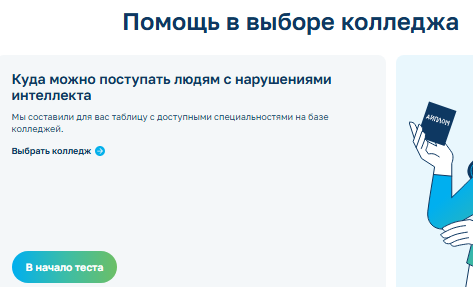 Помощь в выборе колледжа
Куда можно поступать людям с нарушениями
интеллекта
Мы составили для вас таблицу с доступными специальностями на базе
колледжей.
Выбрать колледж
ДИПЛОМ
В начало теста